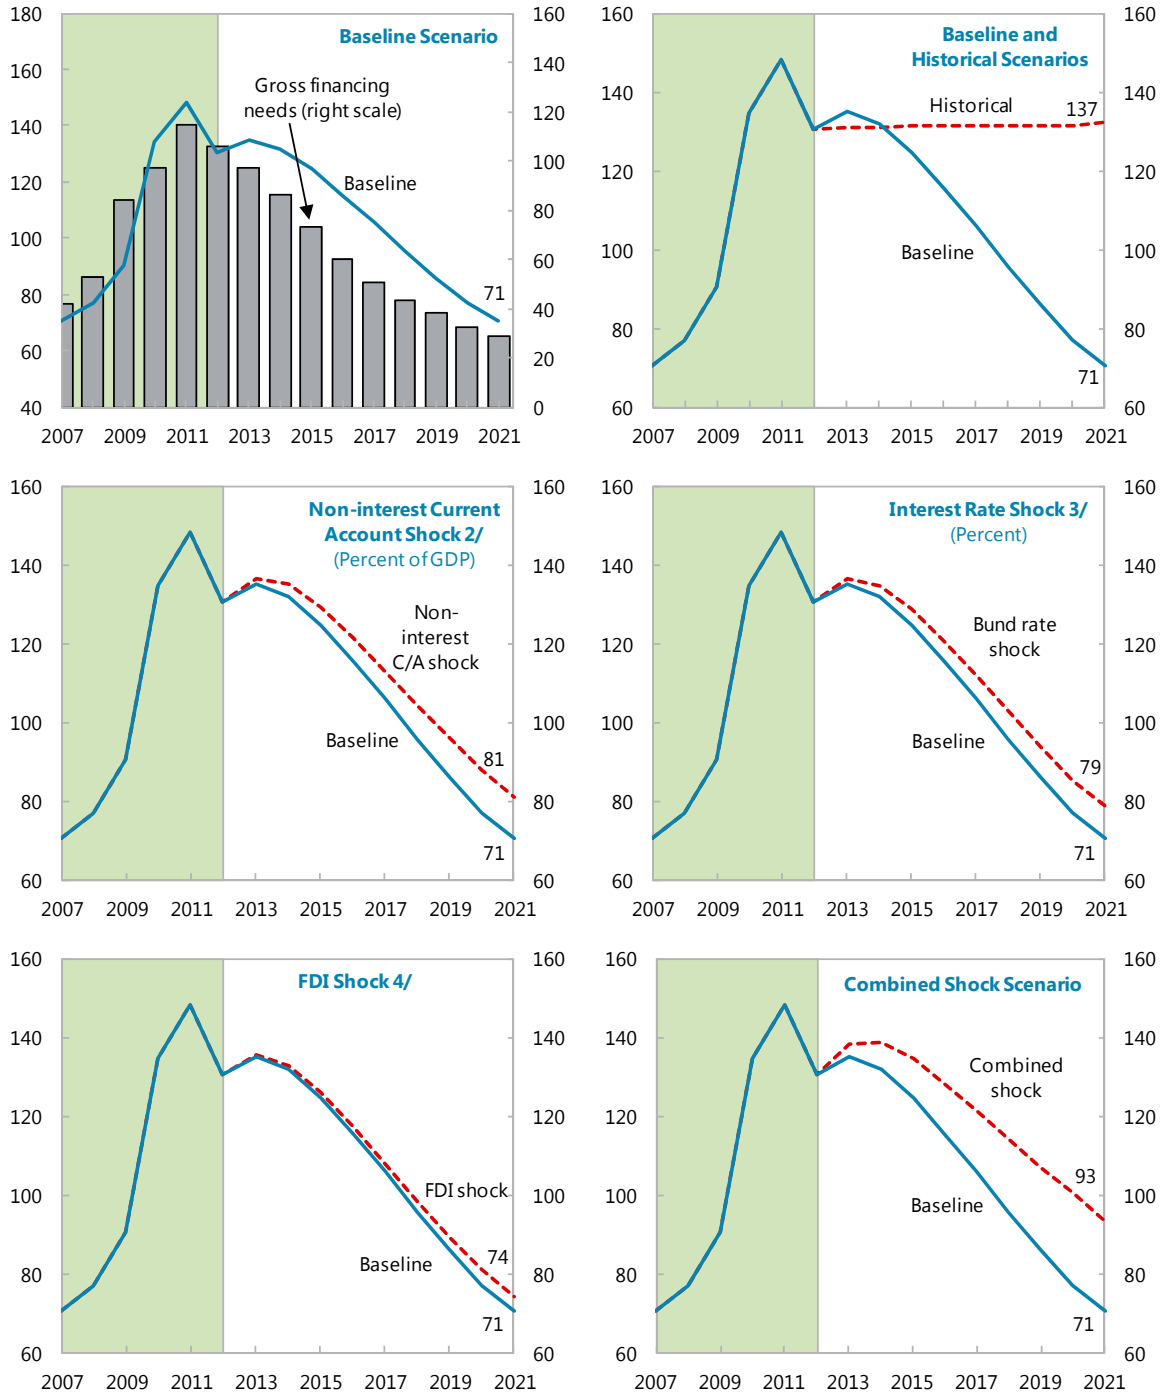 180
160
140
120
100
80
60
40
160
140
120
100
80
60
40
20
0
Baseline Scenario
Gross financing
needs (right scale)
Baseline
71
2007 2009 2011 2013 2015 2017 2019 2021
160
140
120
100
80
60
160
140
120
100
80
60
Baseline and
Historical Scenarios
Historical
137
Baseline
71
2007 2009 2011 2013 2015 2017 2019 2021
160
140
120
100
80
60
160
140
120
100
80
60
Non-interest Current
Account Shock 2/
(Percent of GDP)
Non-
interest
C/A shock
Baseline
81
71
2007 2009 2011 2013 2015 2017 2019 2021
160
140
120
100
80
60
160
140
120
100
80
60
Interest Rate Shock 3/
(Percent)
Bund rate
shock
Baseline
79
71
2007 2009 2011 2013 2015 2017 2019 2021
160
140
120
100
80
60
160
140
120
100
80
60
FDI Shock 4/
FDI shock
Baseline
74
71
2007 2009 2011 2013 2015 2017 2019 2021
160
140
120
100
80
60
160
140
120
100
80
60
Combined Shock Scenario
Combined
shock
93
Baseline
71
2007 2009 2011 2013 2015 2017 2019 2021